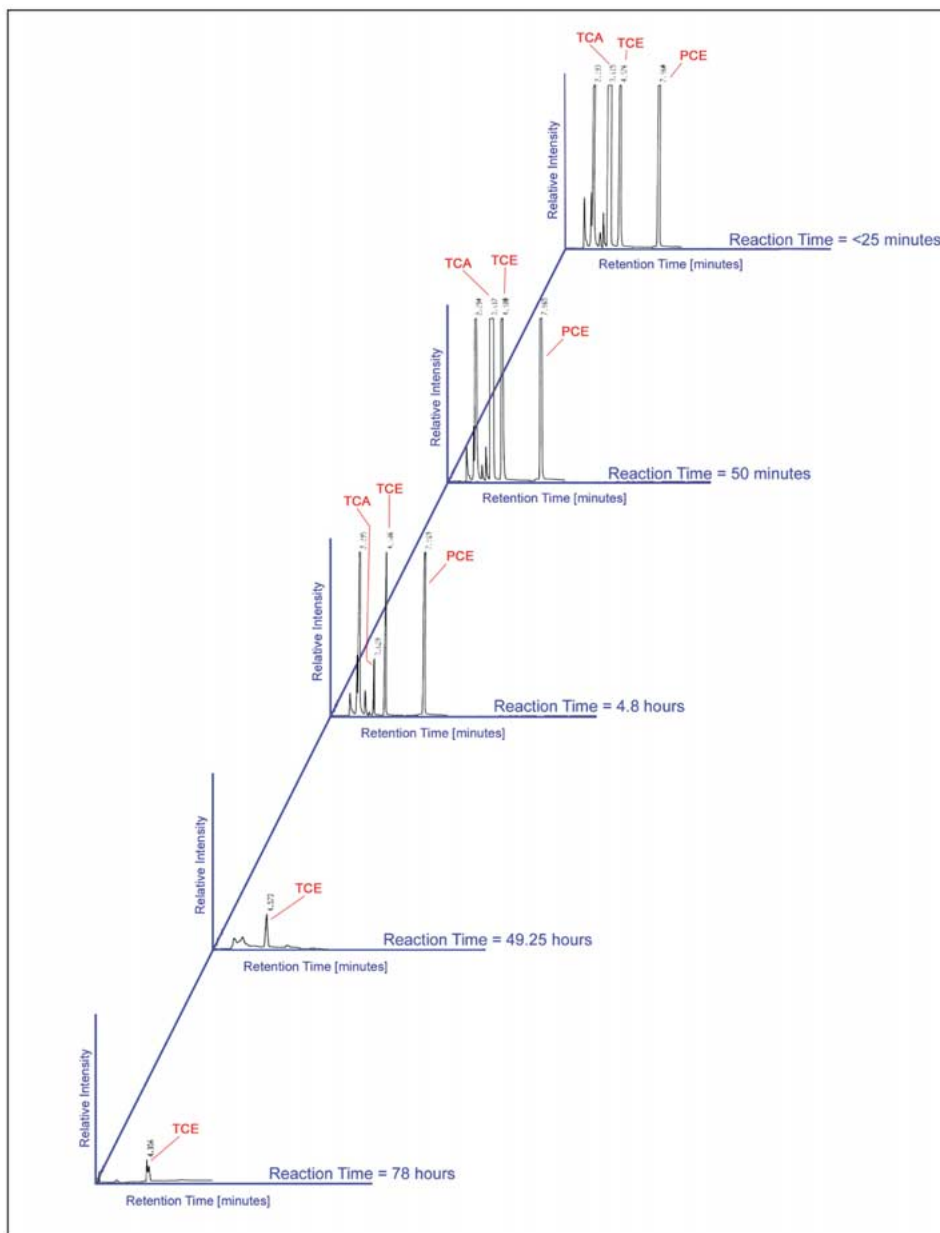 TCA
TCE
PCE
Relative Intensity
Reaction Time = <25 minutes
Retention Time [minutes]
TCA
TCE
PCE
Relative Intensity
Reaction Time = 50 minutes
Retention Time [minutes]
TCA
TCE
PCE
Relative Intensity
Reaction Time = 4.8 hours
Retention Time [minutes]
TCE
Relative Intensity
Reaction Time = 49.25 hours
Retention Time [minutes]
TCE
Relative Intensity
Reaction Time = 78 hours
Retention Time [minutes]